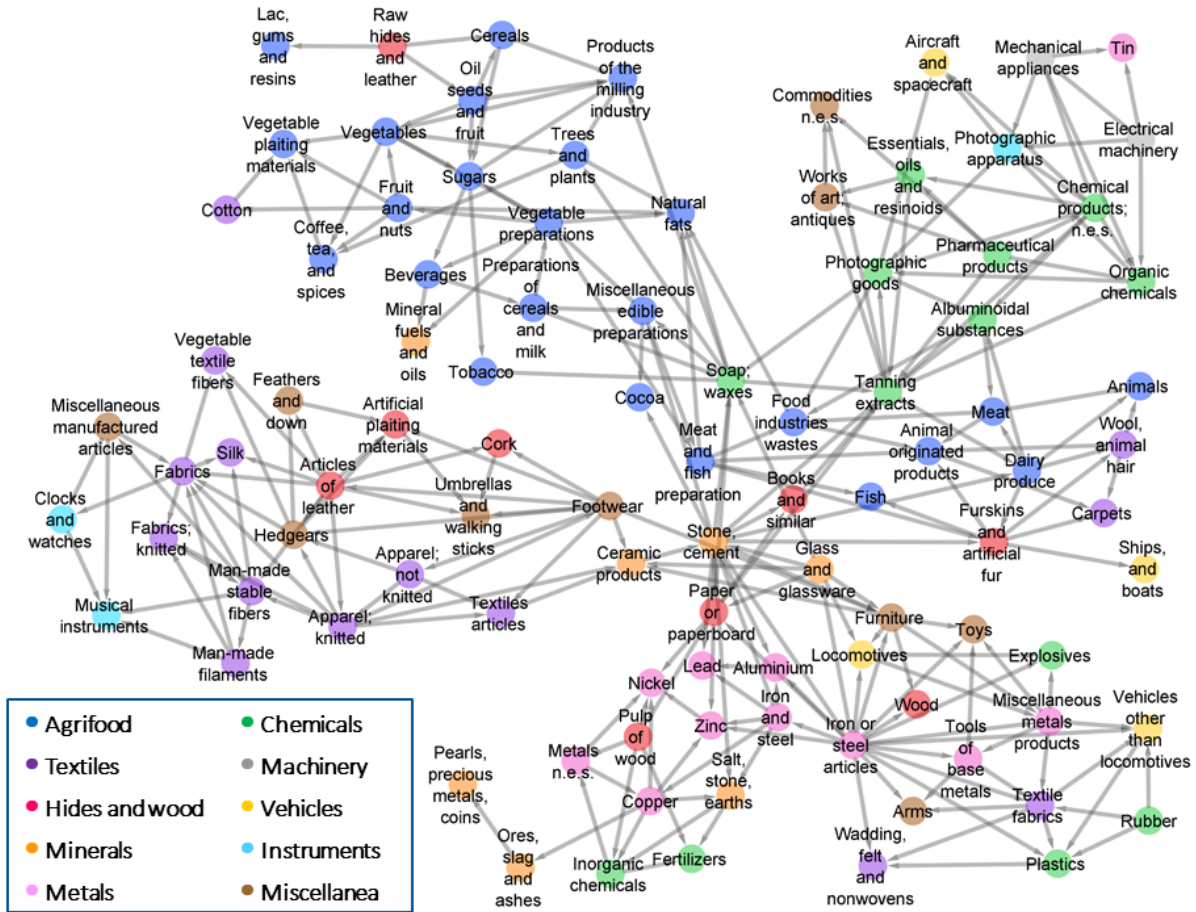 Lac,
gums
and
resins
Raw
hides
and
leather
Cereals
Oil
seeds
and
fruit
Products
of the
milling
industry
Vegetable
plaiting
materials
Vegetables
Trees
and
plants
Sugars
Cotton
Fruit
and
nuts
Coffee,
tea,
and
spices
Vegetable
preparations
Natural
fats
Beverages
Preparations
of
cereals
and
milk
Miscellaneous
edible
preparations
Mineral
fuels
and
oils
Tobacco
Cocoa
Soap;
waxes
Meat
and
fish
preparation
Food
industries
wastes
Aircraft
and
spacecraft
Mechanical
appliances
Tin
Commodities
n.e.s.
Essentials,
oils
and
resinoids
Photographic
apparatus
Electrical
machinery
Works
of art;
antiques
Chemical
products;
n.e.s.
Pharmaceutical
products
Photographic
goods
Organic
chemicals
Albuminoidal
substances
Tanning
extracts
Meat
Animals
Animal
originated
products
Wool,
animal
hair
Dairy
produce
Fish
Carpets
Furskins
and
artificial
fur
Ships,
and
boats
Books
and
similar
Stone,
cement
Glass
and
glassware
Vegetable
textile
fibers
Feathers
and
down
Miscellaneous
manufactured
articles
Artificial
plaiting
materials
Silk
Cork
Fabrics
Articles
of
leather
Umbrellas
and
walking
sticks
Footwear
Clocks
and
watches
Fabrics;
knitted
Hedgears
Ceramic
products
Man-made
stable
fibers
Apparel;
not
knitted
Musical
instruments
Apparel;
knitted
Textiles
articles
Man-made
filaments
Paper
or
paperboard
Furniture
Toys
Locomotives
Explosives
Lead
Aluminium
Nickel
Wood
Miscellaneous
metals
products
Vehicles
other
than
locomotives
Pulp
of
wood
Zinc
Iron
and
steel
Iron or
steel
articles
Tools
of
base
metals
Metals
n.e.s.
Salt,
stone,
earths
Pearls,
precious
metals,
coins
Copper
Arms
Textile
fabrics
Rubber
Ores,
slag
and
ashes
Inorganic
chemicals
Fertilizers
Wadding,
felt
and
nonwovens
Plastics
Agrifood
Chemicals
Textiles
Machinery
Hides and wood
Vehicles
Minerals
Instruments
Metals
Miscellanea